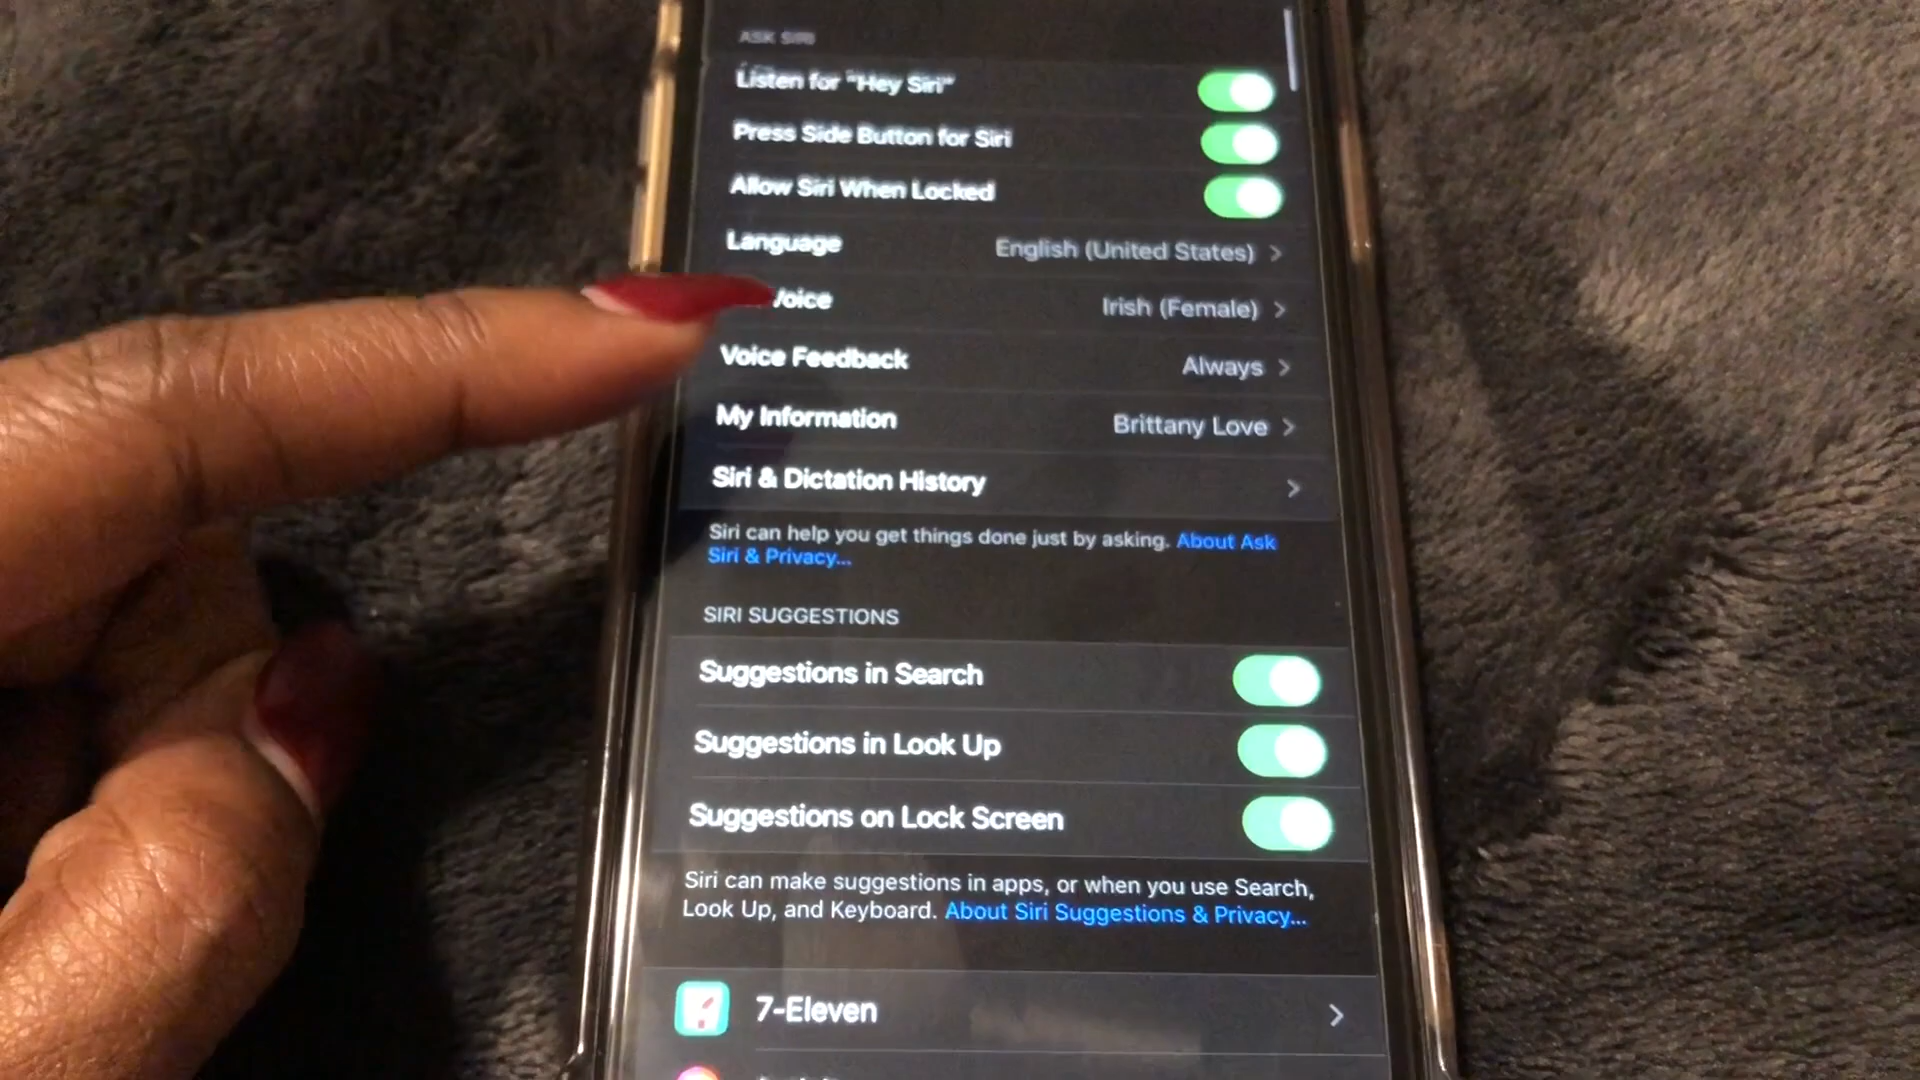 ASK SIRI
Listen for "Hey Siri"
Press Side Button for Siri
Allow Siri When Locked
Language English (United States) >
Voice Irish (Female) >
Voice Feedback Always >
My Information Brittany Love >
Siri & Dictation History >
Siri can help you get things done just by asking. About Ask
Siri & Privacy...
SIRI SUGGESTIONS
Suggestions in Search
Suggestions in Look Up
Suggestions on Lock Screen
Siri can make suggestions in apps, or when you use Search,
Look Up, and Keyboard. About Siri Suggestions & Privacy...
7-Eleven >